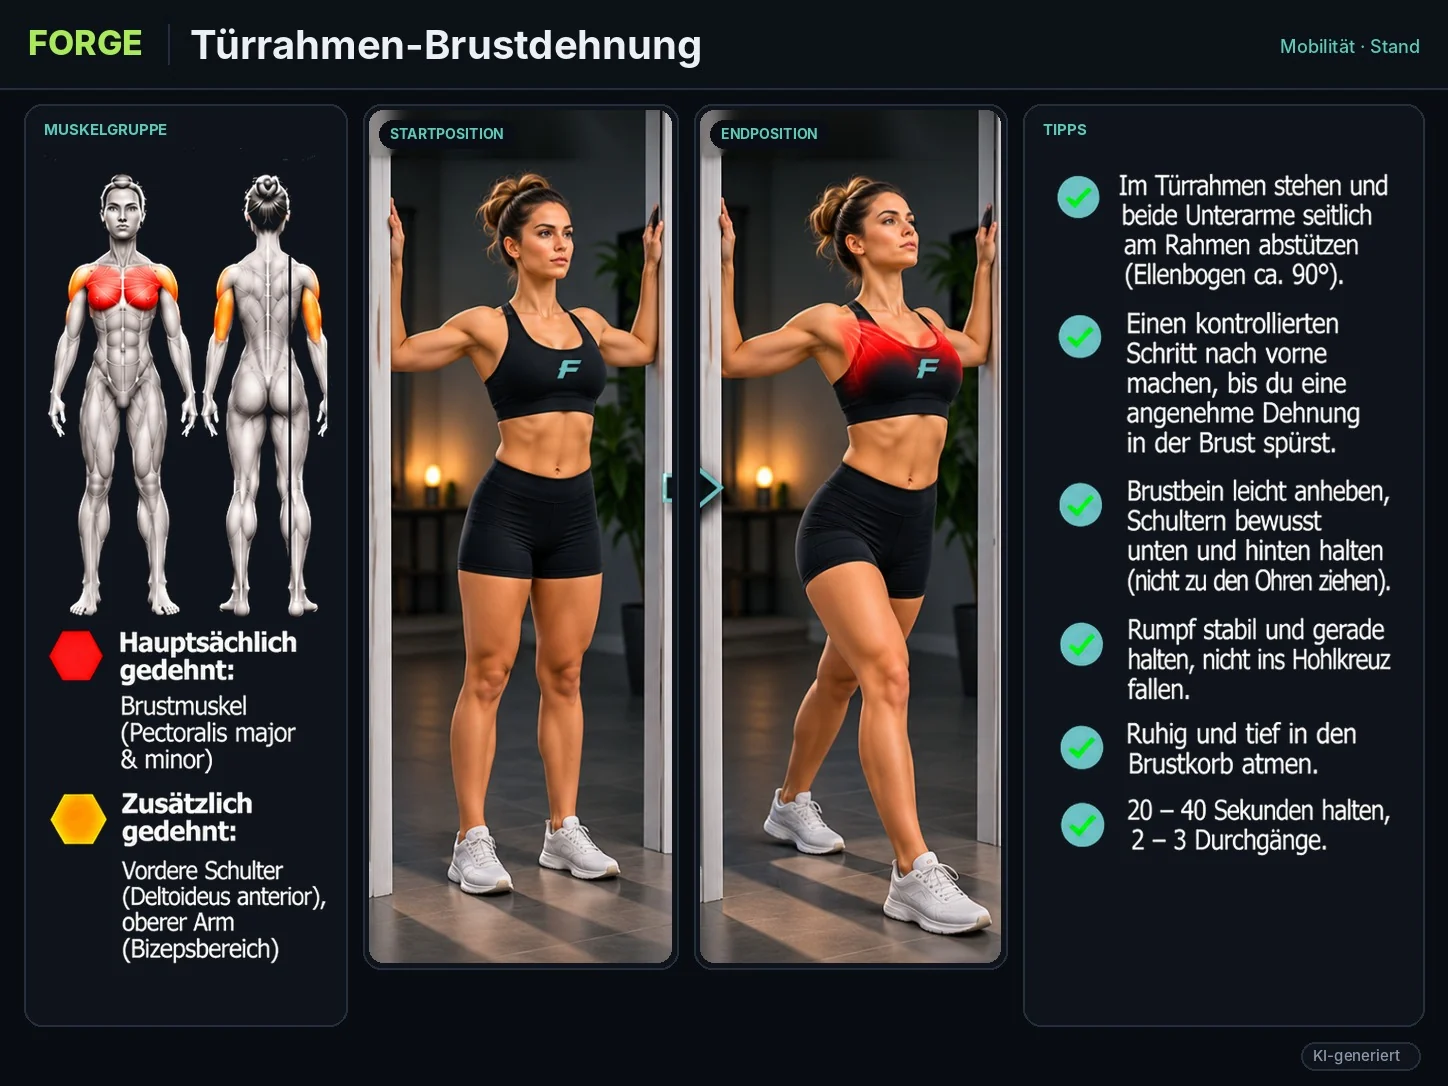 FORGE
Türrahmen-Brustdehnung
Mobilität · Stand
MUSKELGRUPPE
Hauptsächlich
gedehnt:
Brustmuskel
(Pectoralis major
& minor)
Zusätzlich
gedehnt:
Vordere Schulter
(Deltoideus anterior),
oberer Arm
(Bizepsbereich)
STARTPOSITION
F
ENDPOSITION
F
TIPPS
Im Türrahmen stehen und
beide Unterarme seitlich
am Rahmen abstützen
(Ellenbogen ca. 90°).
Einen kontrollierten
Schritt nach vorne
machen, bis du eine
angenehme Dehnung
in der Brust spürst.
Brustbein leicht anheben,
Schultern bewusst
unten und hinten halten
(nicht zu den Ohren ziehen).
Rumpf stabil und gerade
halten, nicht ins Hohlkreuz
fallen.
Ruhig und tief in den
Brustkorb atmen.
20 – 40 Sekunden halten,
2 – 3 Durchgänge.
KI-generiert